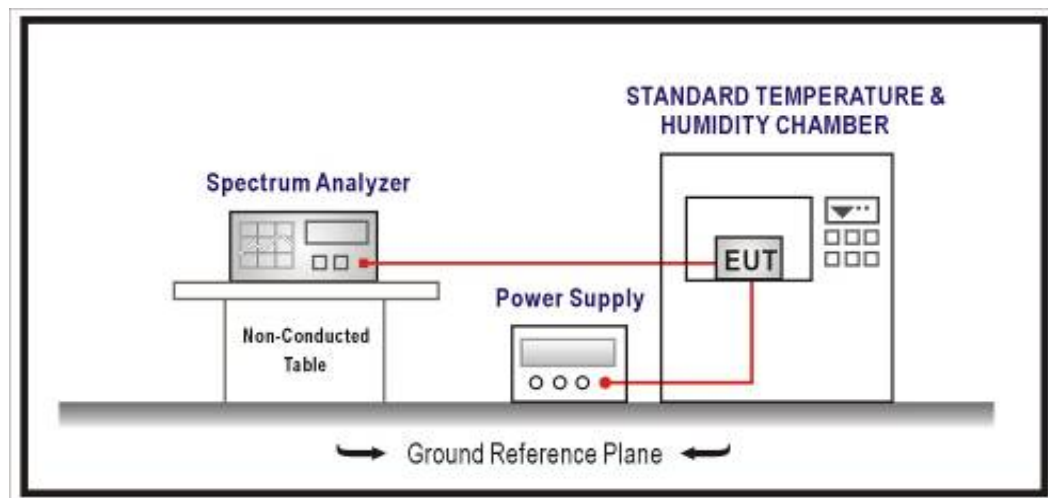 STANDARD TEMPERATURE &
HUMIDITY CHAMBER
Spectrum Analyzer
EUT
Power Supply
Non-Conducted
Table
Ground Reference Plane